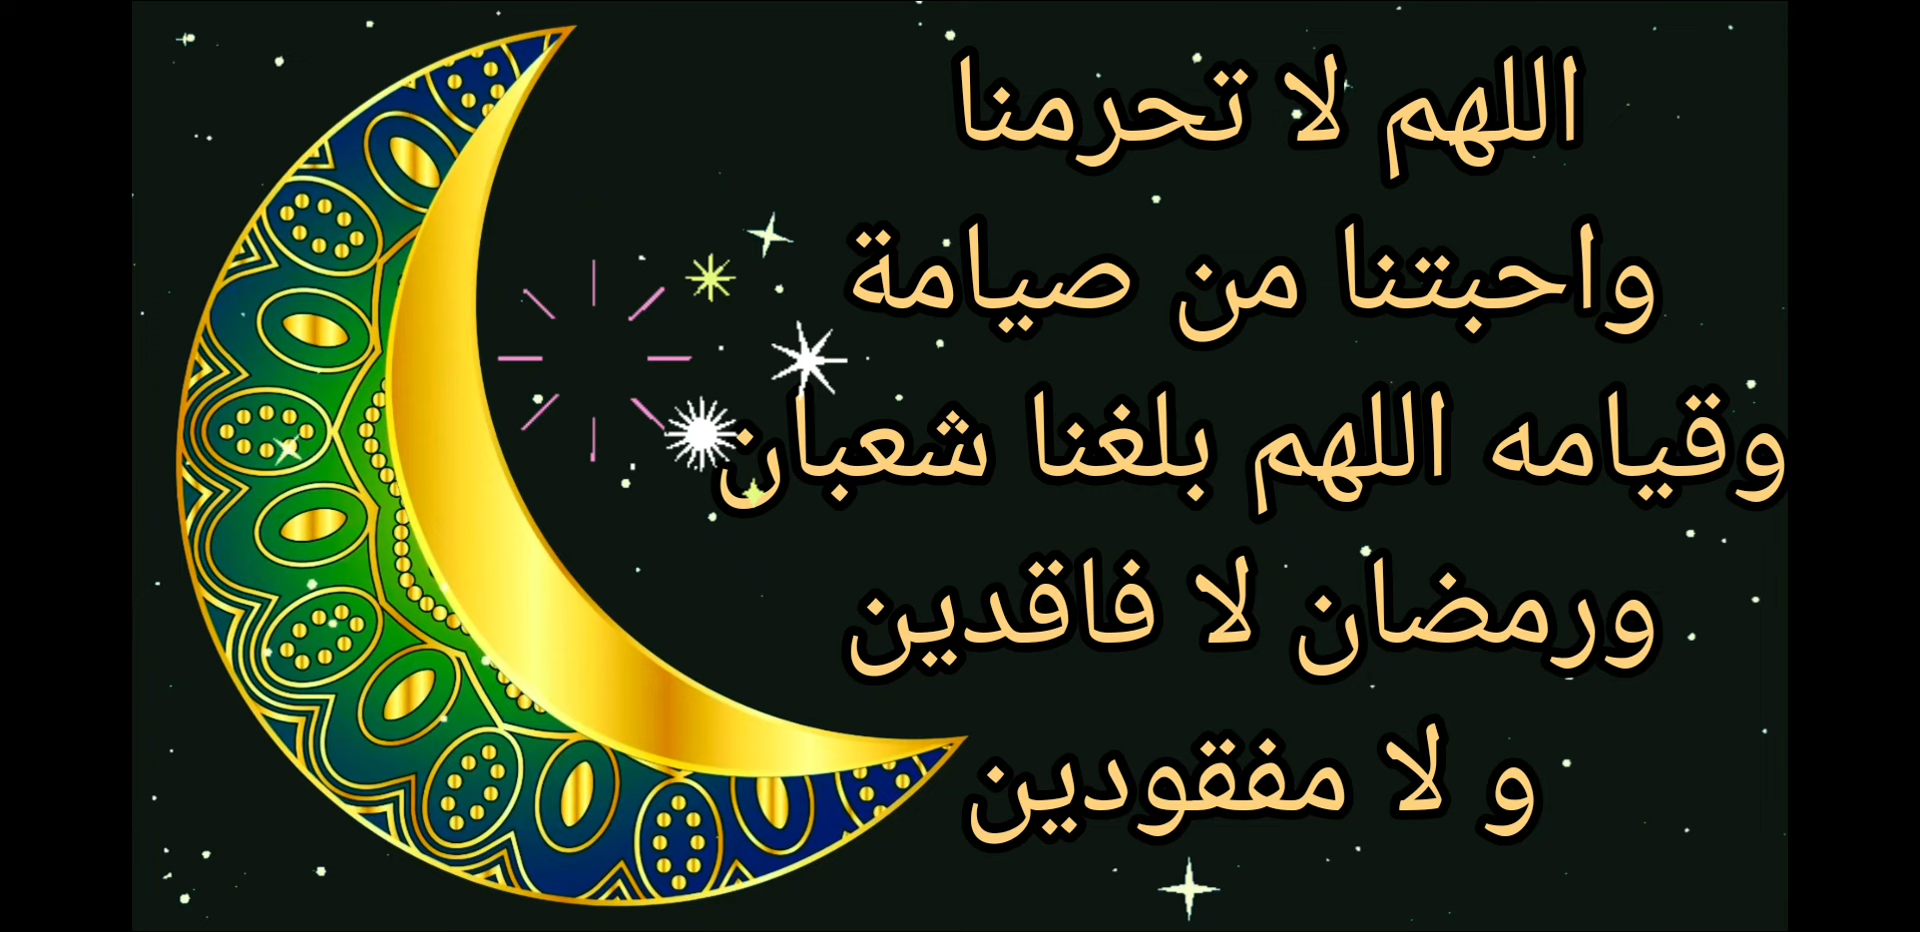 اللهم لا تحرمنا
واحبتنا من صيامة
وقيامه اللهم بلغنا شعبان
ورمضان لا فاقدين
و لا مفقودين